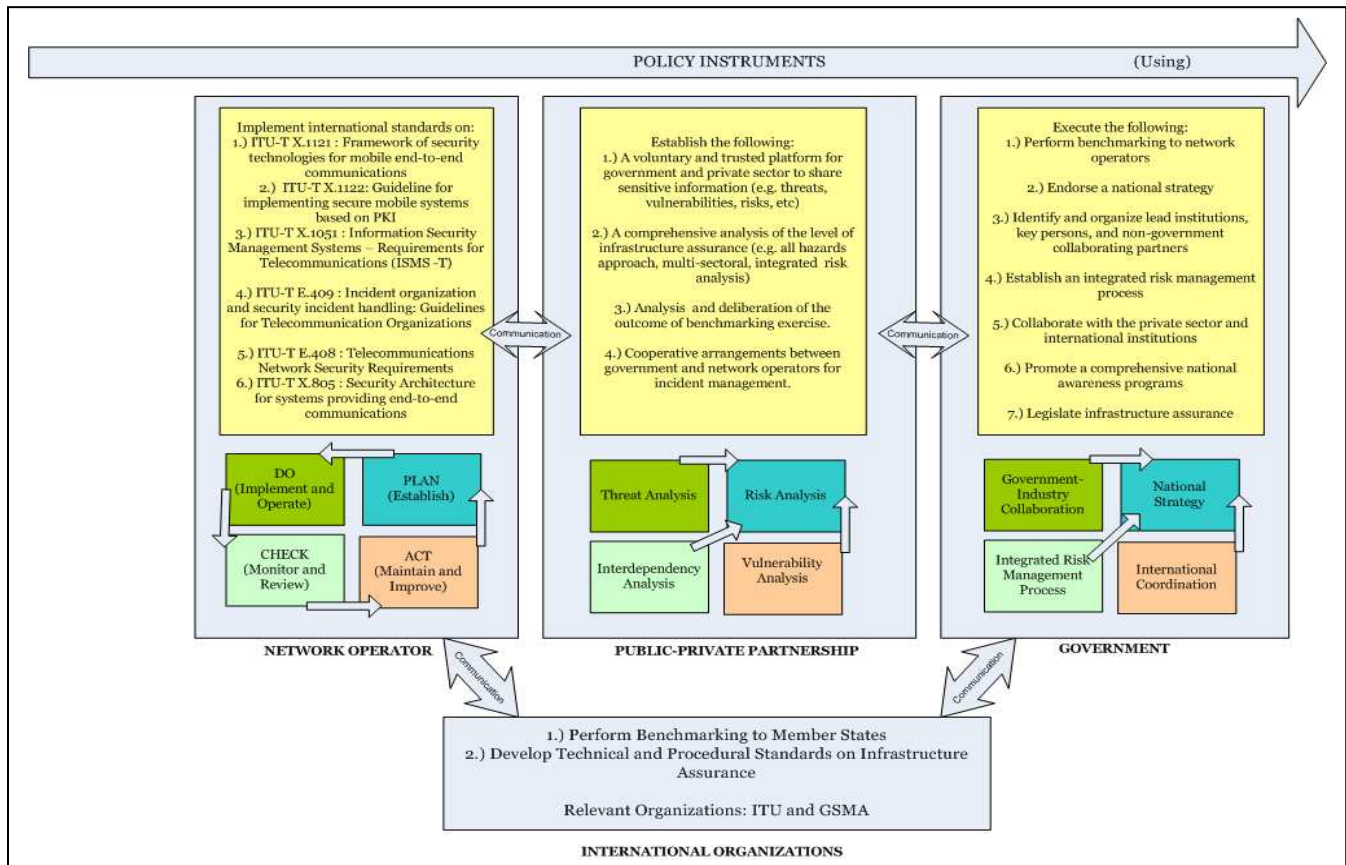 POLICY INSTRUMENTS (Using)
Implement international standards on:
1.) ITU-T X.1121 : Framework of security
technologies for mobile end-to-end
communications
2.) ITU-T X.1122: Guideline for
implementing secure mobile systems
based on PKI
3.) ITU-T X.1051 : Information Security
Management Systems – Requirements for
Telecommunications (ISMS -T)
4.) ITU-T E.409 : Incident organization
and security incident handling: Guidelines
for Telecommunication Organizations
5.) ITU-T E.408 : Telecommunications
Network Security Requirements
6.) ITU-T X.805 : Security Architecture
for systems providing end-to-end
communications
DO
(Implement and
Operate)
PLAN
(Establish)
CHECK
(Monitor and
Review)
ACT
(Maintain and
Improve)
NETWORK OPERATOR
Communication
Establish the following:
1.) A voluntary and trusted platform for
government and private sector to share
sensitive information (e.g. threats,
vulnerabilities, risks, etc)
2.) A comprehensive analysis of the level of
infrastructure assurance (e.g. all hazards
approach, multi-sectoral, integrated risk
analysis)
3.) Analysis and deliberation of the
outcome of benchmarking exercise.
4.) Cooperative arrangements between
government and network operators for
incident management.
Threat Analysis
Risk Analysis
Interdependency
Analysis
Vulnerability
Analysis
PUBLIC-PRIVATE PARTNERSHIP
Communication
Execute the following:
1.) Perform benchmarking to network
operators
2.) Endorse a national strategy
3.) Identify and organize lead institutions,
key persons, and non-government
collaborating partners
4.) Establish an integrated risk management
process
5.) Collaborate with the private sector and
international institutions
6.) Promote a comprehensive national
awareness programs
7.) Legislate infrastructure assurance
Government-
Industry
Collaboration
National
Strategy
Integrated Risk
Management
Process
International
Coordination
GOVERNMENT
Communication
Communication
1.) Perform Benchmarking to Member States
2.) Develop Technical and Procedural Standards on Infrastructure
Assurance
Relevant Organizations: ITU and GSMA
INTERNATIONAL ORGANIZATIONS